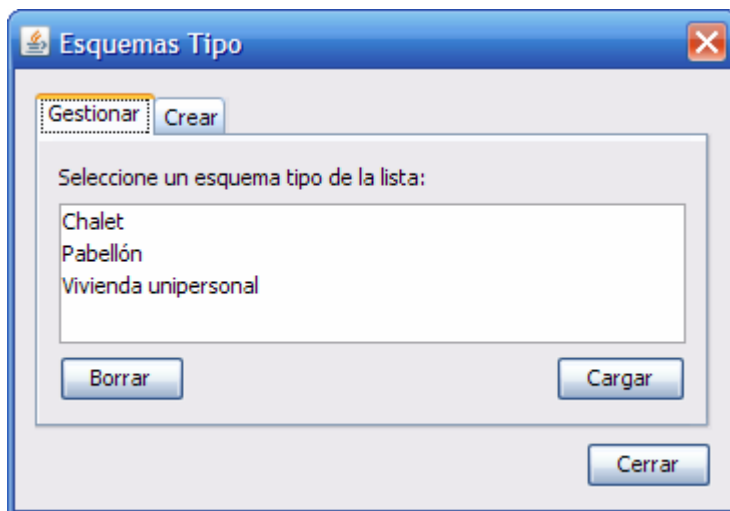 Esquemas Tipo
Gestionar Crear
Seleccione un esquema tipo de la lista:
Chalet
Pabellón
Vivienda unipersonal
Borrar Cargar
Cerrar